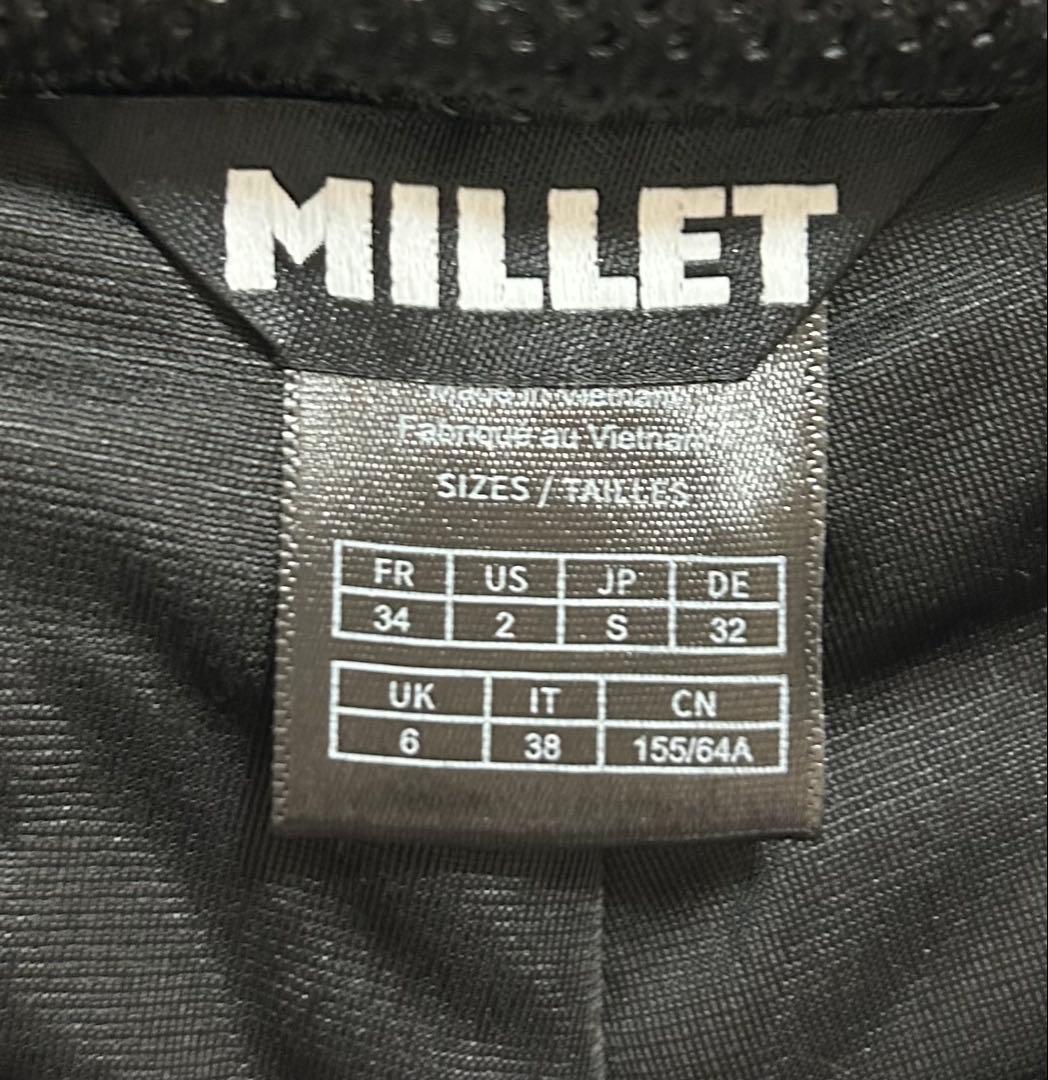 MILLET
Made in Vietnam
Fabriqué au Vietnam
SIZES / TAILLES
FR US JP DE
34 2 S 32
UK IT CN
6 38 155/64A